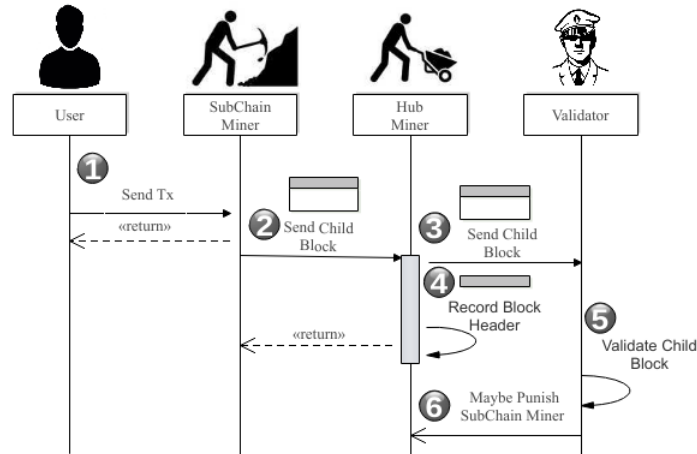 User
SubChain
Miner
Hub
Miner
Validator
1
Send Tx
«return»
2
Send Child
Block
3
Send Child
Block
4
Record Block
Header
«return»
5
Validate Child
Block
6
Maybe Punish
SubChain Miner